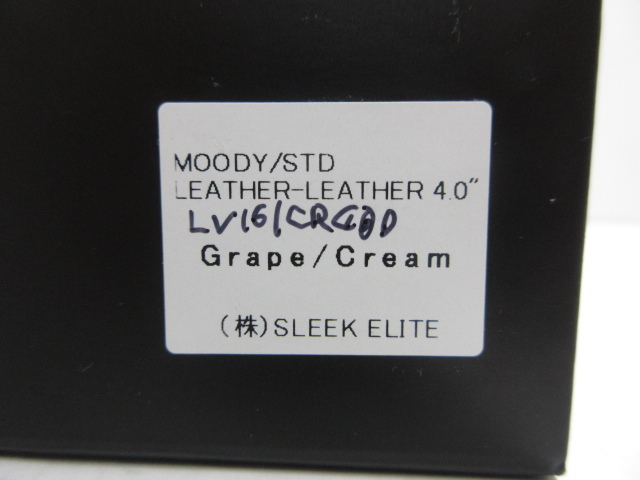 MOODY/STD
LEATHER-LEATHER 4.0"
Grape/Cream
(株)SLEEK ELITE